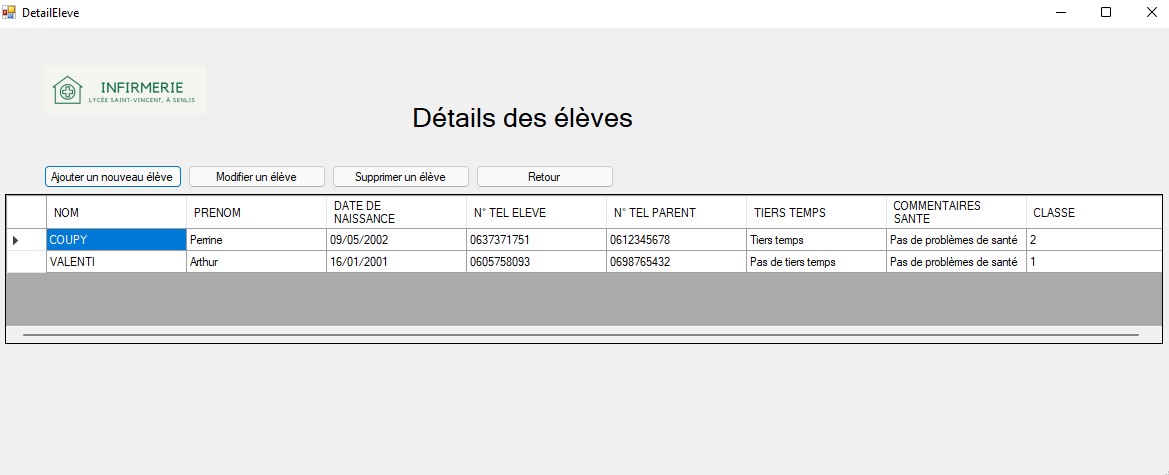 DetailEleve
INFIRMERIE
LYCÉE SAINT-VINCENT, À SENLIS
Détails des élèves
Ajouter un nouveau élève Modifier un élève Supprimer un élève Retour
NOM PRENOM DATE DE NAISSANCE N° TEL ELEVE N° TEL PARENT TIERS TEMPS COMMENTAIRES SANTE CLASSE
COUPY Perrine 09/05/2002 0637371751 0612345678 Tiers temps Pas de problèmes de santé 2
VALENTI Arthur 16/01/2001 0605758093 0698765432 Pas de tiers temps Pas de problèmes de santé 1